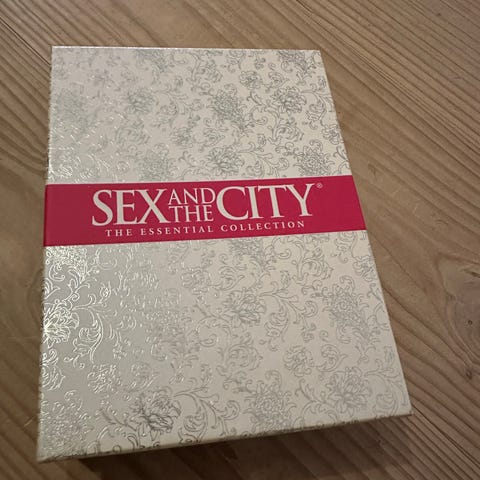 SEX AND THE CITY®
THE ESSENTIAL COLLECTION